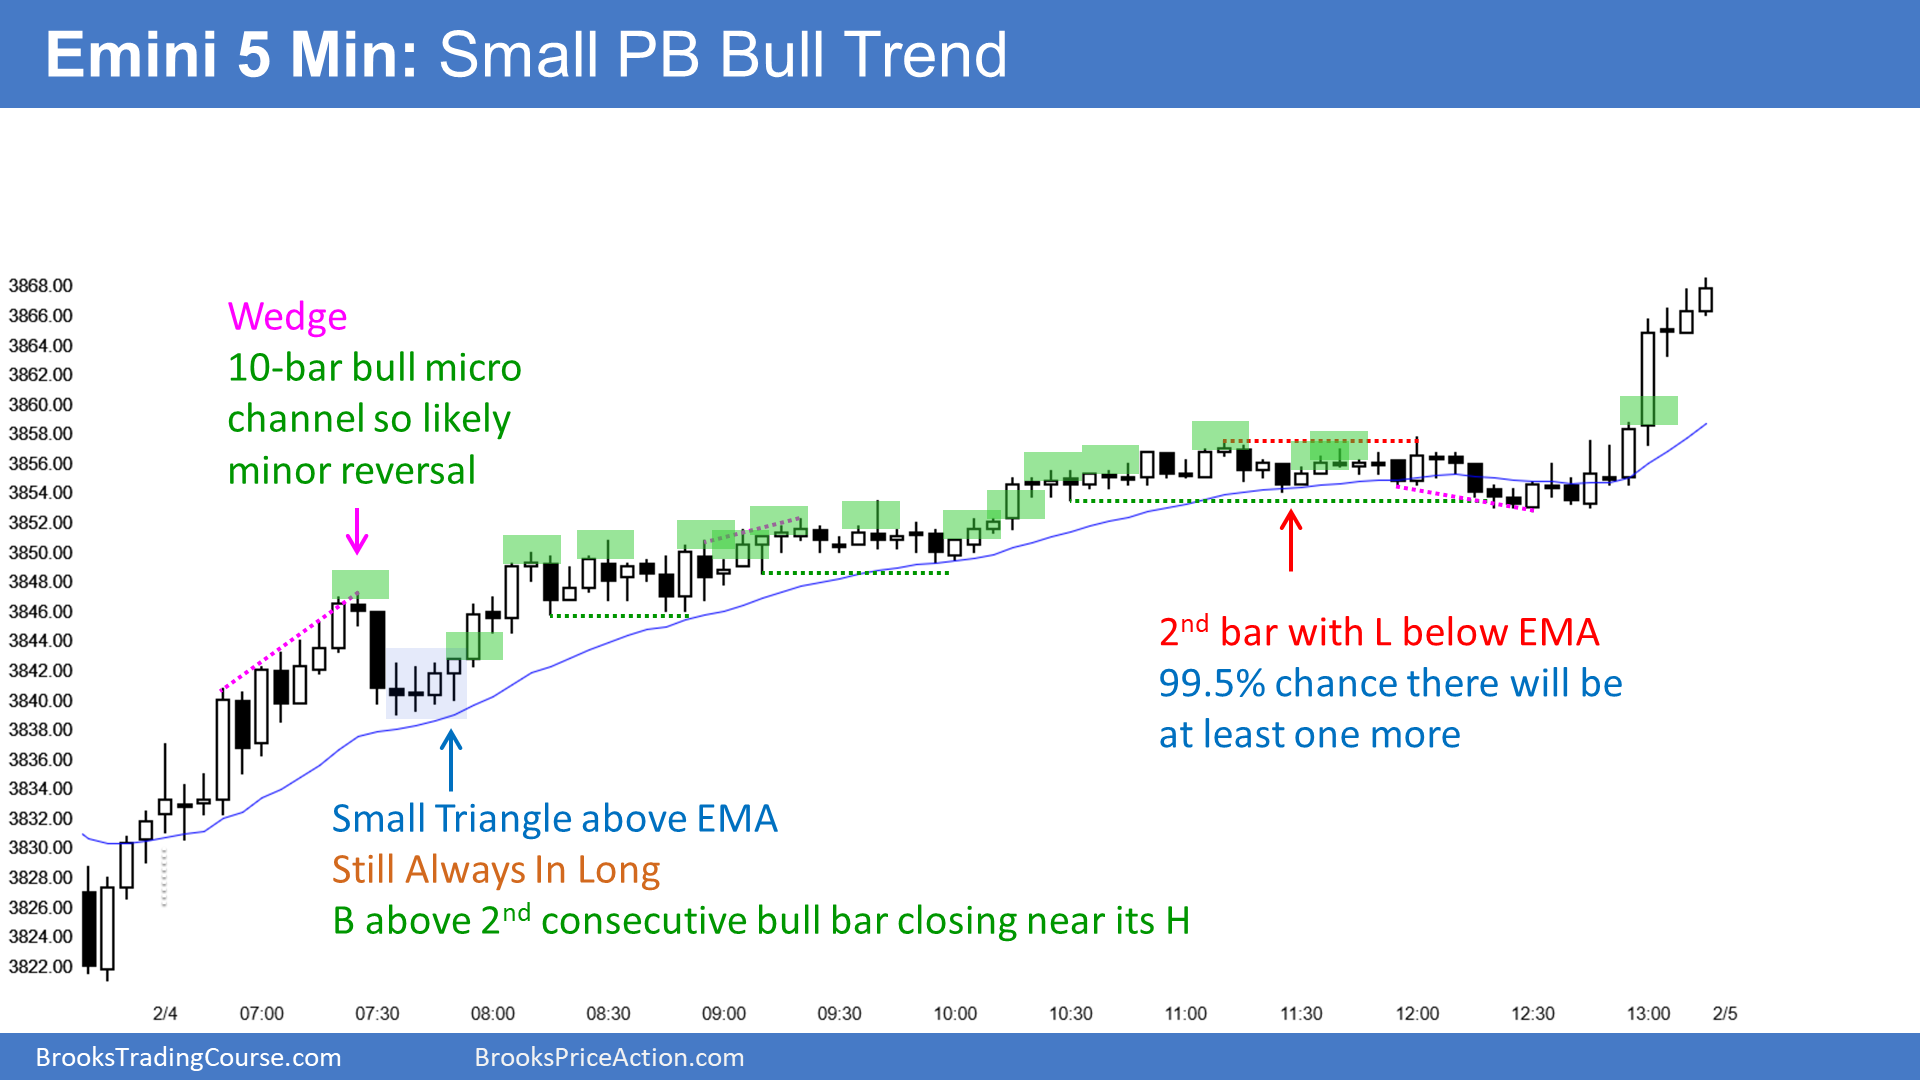 Emini 5 Min: Small PB Bull Trend
3868.00
3866.00
3864.00
3862.00
3860.00
3858.00
3856.00
3854.00
3852.00
3850.00
3848.00
3846.00
3844.00
3842.00
3840.00
3838.00
3836.00
3834.00
3832.00
3830.00
3828.00
3826.00
3824.00
3822.00
Wedge
10-bar bull micro
channel so likely
minor reversal
Small Triangle above EMA
Still Always In Long
B above 2nd consecutive bull bar closing near its H
2nd bar with L below EMA
99.5% chance there will be
at least one more
2/4 07:00 07:30 08:00 08:30 09:00 09:30 10:00 10:30 11:00 11:30 12:00 12:30 13:00 2/5
BrooksTradingCourse.com BrooksPriceAction.com